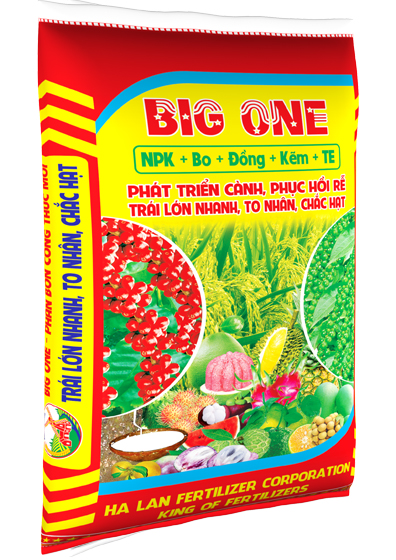 BIG ONE
NPK + Bo + Đồng + Kẽm + TE
PHÁT TRIỂN CÀNH, PHỤC HỒI RỄ
TRÁI LỚN NHANH, TO NHÂN, CHẮC HẠT
HA LAN FERTILIZER CORPORATION
KING OF FERTILIZERS
BIG ONE - PHÂN BÓN CÔNG THỨC MỚI
TRÁI LỚN NHANH, TO NHÂN, CHẮC HẠT